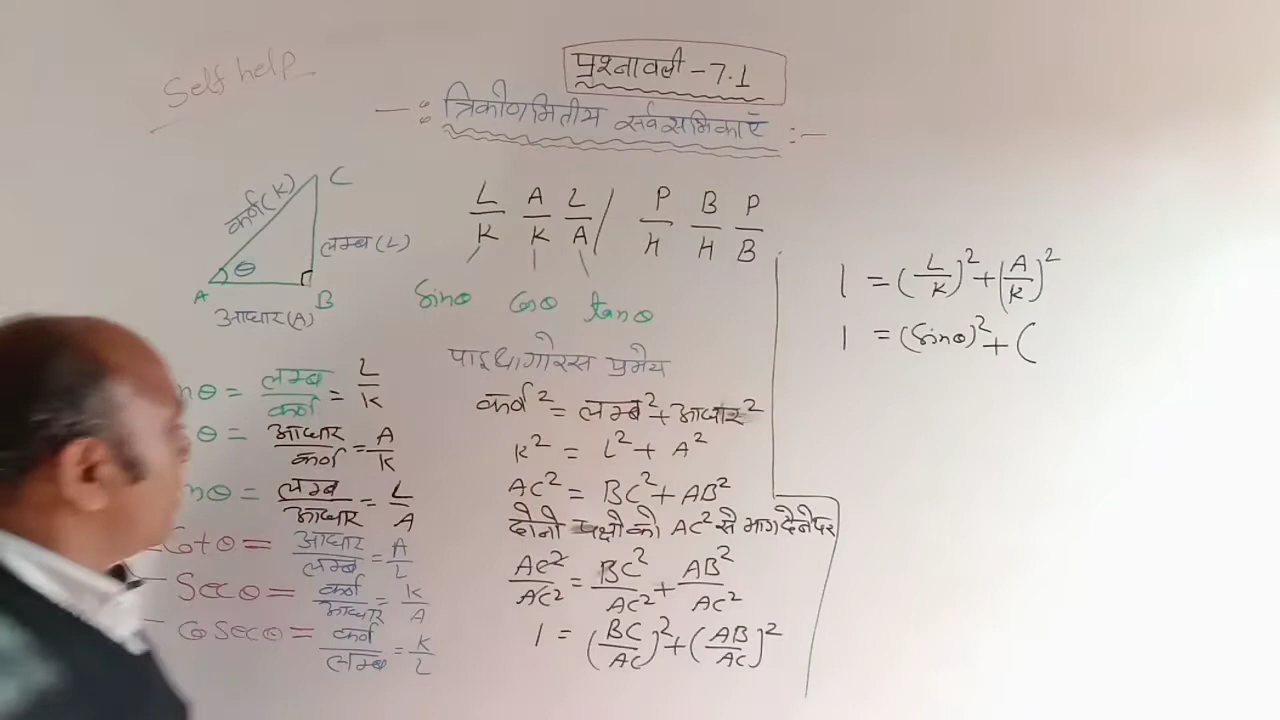 Self help
प्रश्नावली - 7.1
-: त्रिकोणमितीय सर्वसमिकाएँ :-
C
कर्ण(K)
लम्ब(L)
θ
A
B
आधार(A)
L/K A/K L/A / P/H B/H P/B
Sinθ Cosθ tanθ
nθ = लम्ब/कर्ण = L/K
θ = आधार/कर्ण = A/K
nθ = लम्ब/आधार = L/A
Cotθ = आधार/लम्ब = A/L
Secθ = कर्ण/आधार = K/A
Cosecθ = कर्ण/लम्ब = K/L
पाइथागोरस प्रमेय
कर्ण² = लम्ब² + आधार²
K² = L² + A²
AC² = BC² + AB²
दोनो पक्षो को AC² से भाग देने पर
AC²/AC² = BC²/AC² + AB²/AC²
1 = (BC/AC)² + (AB/AC)²
1 = (L/K)² + (A/K)²
1 = (Sinθ)² + (